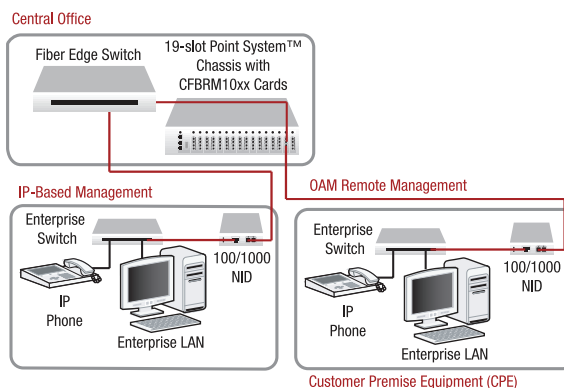 Central Office
Fiber Edge Switch
19-slot Point System™
Chassis with
CFBRM10xx Cards
IP-Based Management
Enterprise
Switch
100/1000
NID
IP
Phone
Enterprise LAN
OAM Remote Management
Enterprise
Switch
100/1000
NID
IP
Phone
Enterprise LAN
Customer Premise Equipment (CPE)